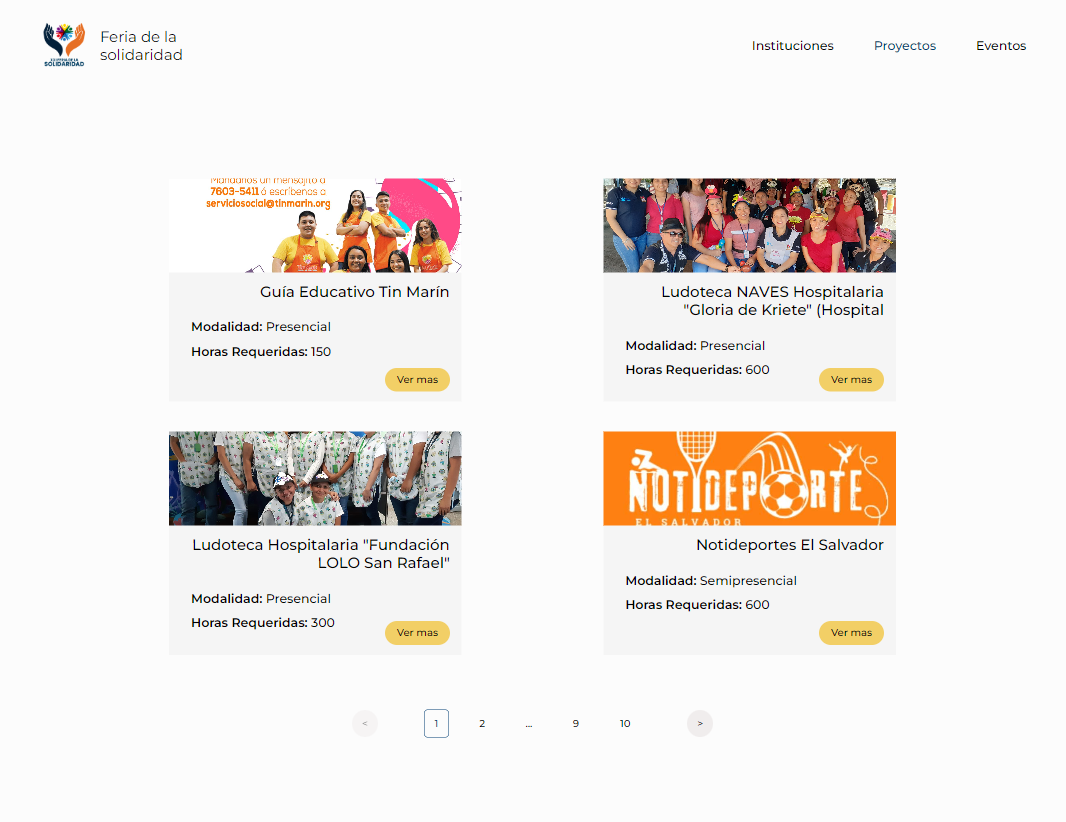 SOLIDARIDAD
Feria de la
solidaridad
Instituciones
Proyectos
Eventos
Mandanos un mensajito a
7603-5411 ó escríbenos a
serviciosocial@tinmarin.org
Guía Educativo Tin Marín
Modalidad: Presencial
Horas Requeridas: 150
Ver mas
Ludoteca NAVES Hospitalaria
"Gloria de Kriete" (Hospital
Modalidad: Presencial
Horas Requeridas: 600
Ver mas
Ludoteca Hospitalaria "Fundación
LOLO San Rafael"
Modalidad: Presencial
Horas Requeridas: 300
Ver mas
NOTIDEPORTE
EL SALVADOR
Notideportes El Salvador
Modalidad: Semipresencial
Horas Requeridas: 600
Ver mas
< 1 2 ... 9 10 >